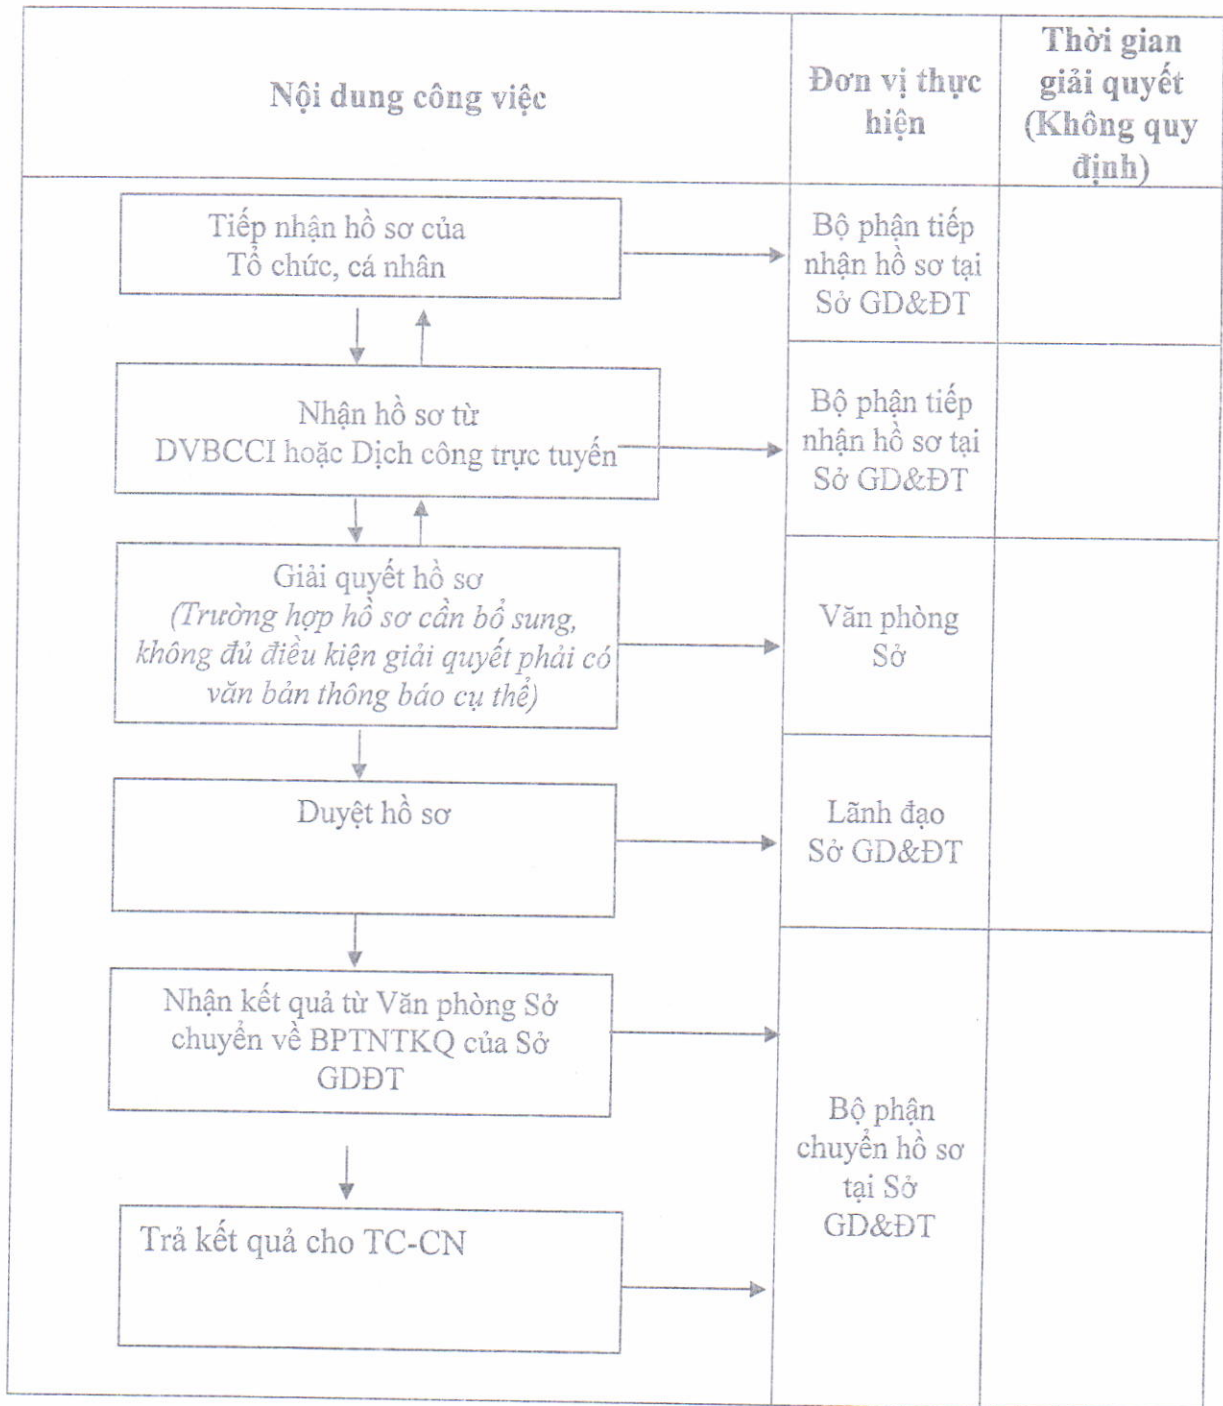 Nội dung công việc
Đơn vị thực
hiện
Thời gian
giải quyết
(Không quy
định)
Tiếp nhận hồ sơ của
Tổ chức, cá nhân
Bộ phận tiếp
nhận hồ sơ tại
Sở GD&ĐT
Nhận hồ sơ từ
DVBCCI hoặc Dịch công trực tuyến
Bộ phận tiếp
nhận hồ sơ tại
Sở GD&ĐT
Giải quyết hồ sơ
(Trường hợp hồ sơ cần bổ sung,
không đủ điều kiện giải quyết phải có
văn bản thông báo cụ thể)
Văn phòng
Sở
Duyệt hồ sơ
Lãnh đạo
Sở GD&ĐT
Nhận kết quả từ Văn phòng Sở
chuyển về BPTNTKQ của Sở
GDĐT
Bộ phận
chuyển hồ sơ
tại Sở
GD&ĐT
Trả kết quả cho TC-CN